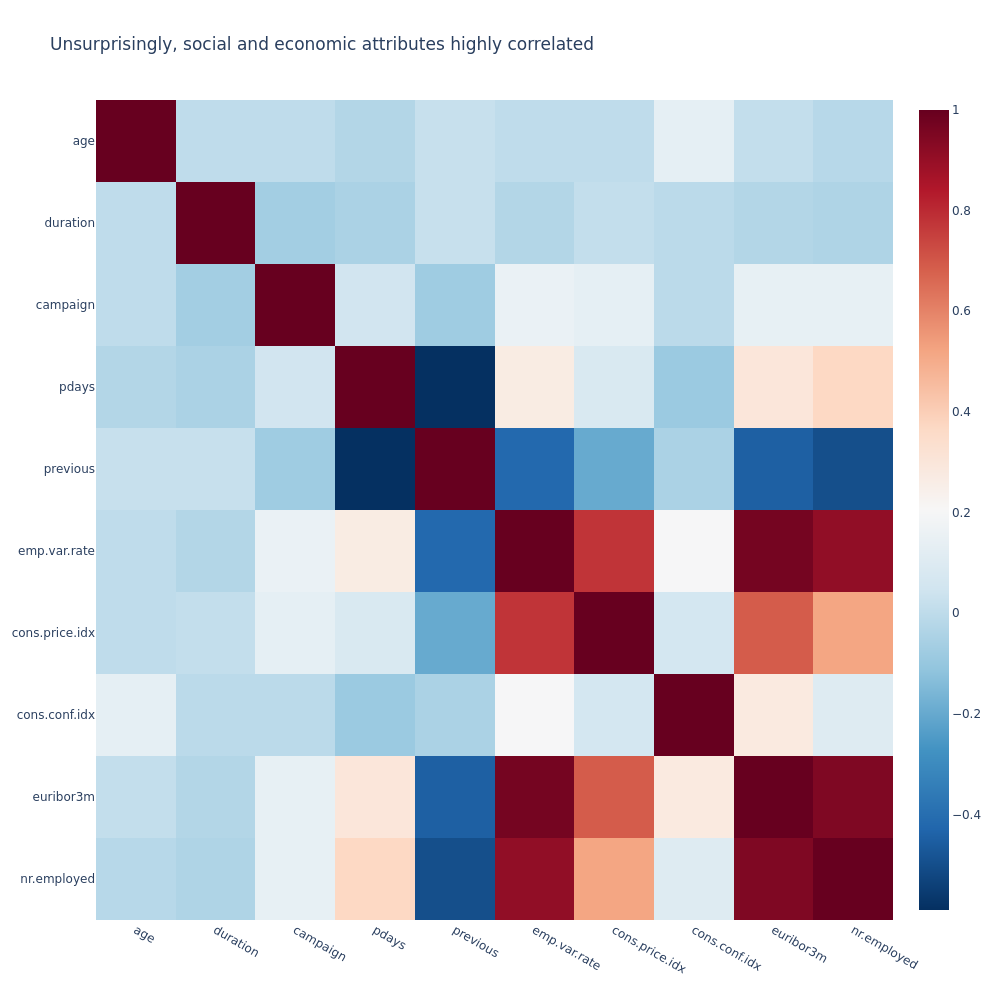 Unsurprisingly, social and economic attributes highly correlated
age
duration
campaign
pdays
previous
emp.var.rate
cons.price.idx
cons.conf.idx
euribor3m
nr.employed
age
duration
campaign
pdays
previous
emp.var.rate
cons.price.idx
cons.conf.idx
euribor3m
nr.employed
1
0.8
0.6
0.4
0.2
0
−0.2
−0.4